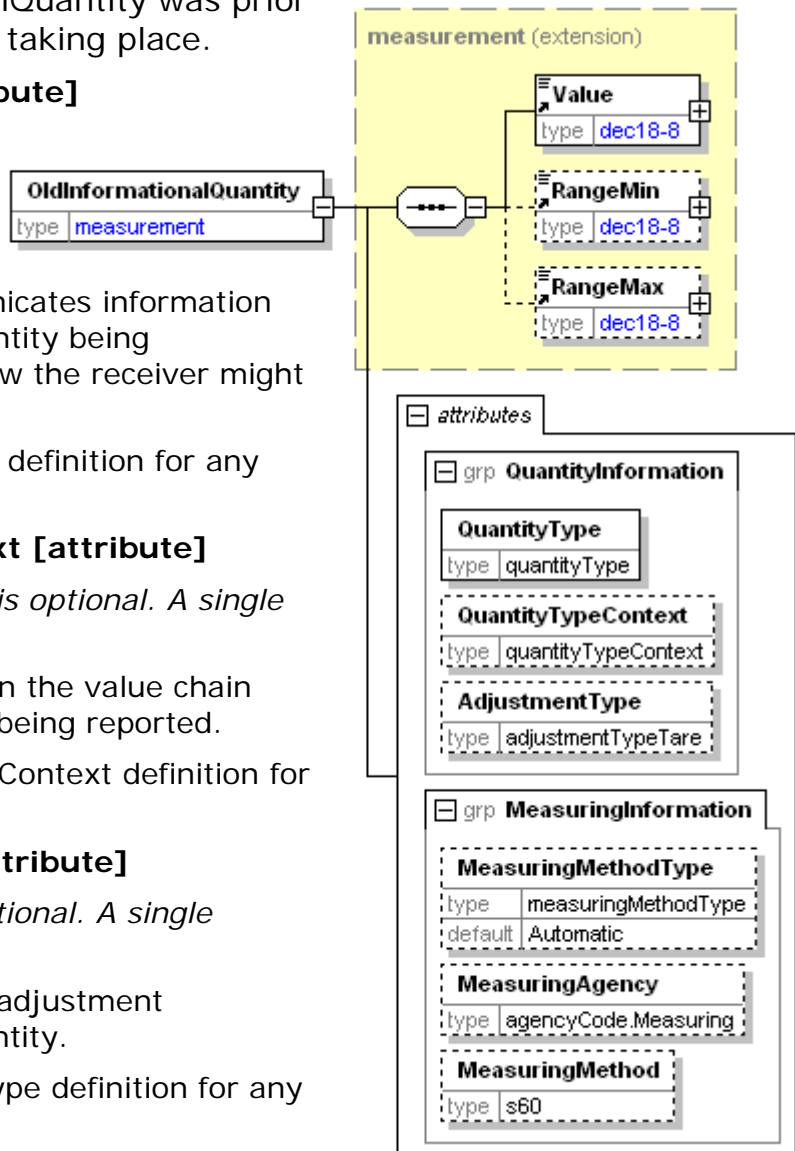 lQuantity was prior
taking place.
bute]
nicates information
ntity being
w the receiver might
definition for any
xt [attribute]
is optional. A single
n the value chain
being reported.
Context definition for
tribute]
tional. A single
adjustment
ntity.
ype definition for any
OldInformationalQuantity
type measurement
measurement (extension)
Value
type dec18-8
RangeMin
type dec18-8
RangeMax
type dec18-8
attributes
grp QuantityInformation
QuantityType
type quantityType
QuantityTypeContext
type quantityTypeContext
AdjustmentType
type adjustmentTypeTare
grp MeasuringInformation
MeasuringMethodType
type measuringMethodType
default Automatic
MeasuringAgency
type agencyCode.Measuring
MeasuringMethod
type s60